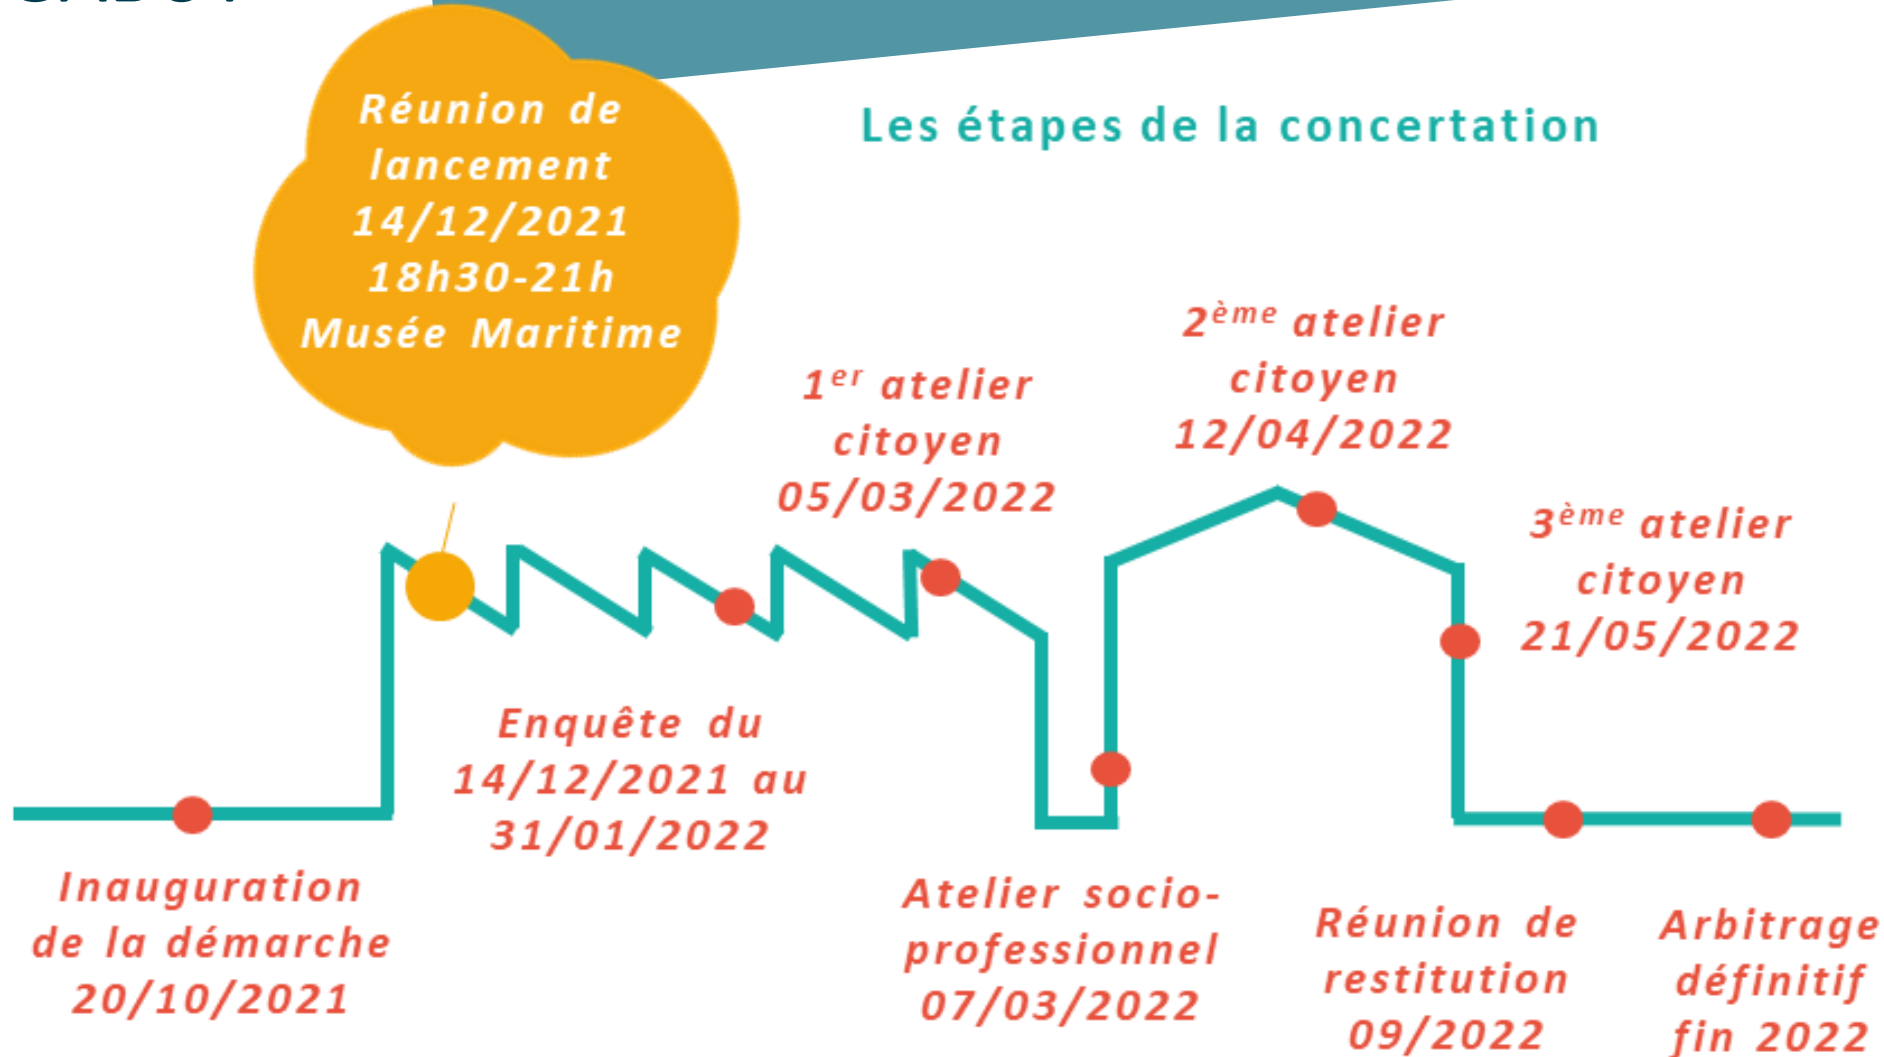 Les étapes de la concertation
Réunion de
lancement
14/12/2021
18h30-21h
Musée Maritime
1er atelier
citoyen
05/03/2022
2ème atelier
citoyen
12/04/2022
3ème atelier
citoyen
21/05/2022
Enquête du
14/12/2021 au
31/01/2022
Inauguration
de la démarche
20/10/2021
Atelier socio-
professionnel
07/03/2022
Réunion de
restitution
09/2022
Arbitrage
définitif
fin 2022